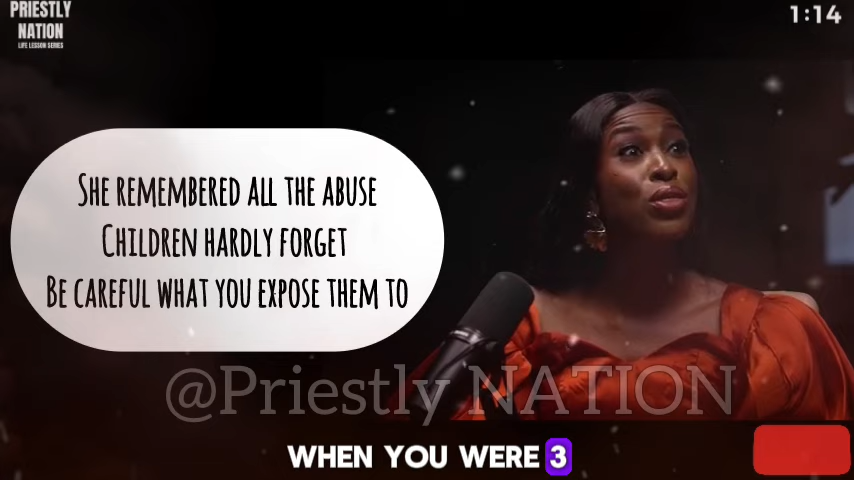 PRIESTLY
NATION
LIFE LESSON SERIES
1:14
SHE REMEMBERED ALL THE ABUSE
CHILDREN HARDLY FORGET
BE CAREFUL WHAT YOU EXPOSE THEM TO
@Priestly NATION
WHEN YOU WERE 3